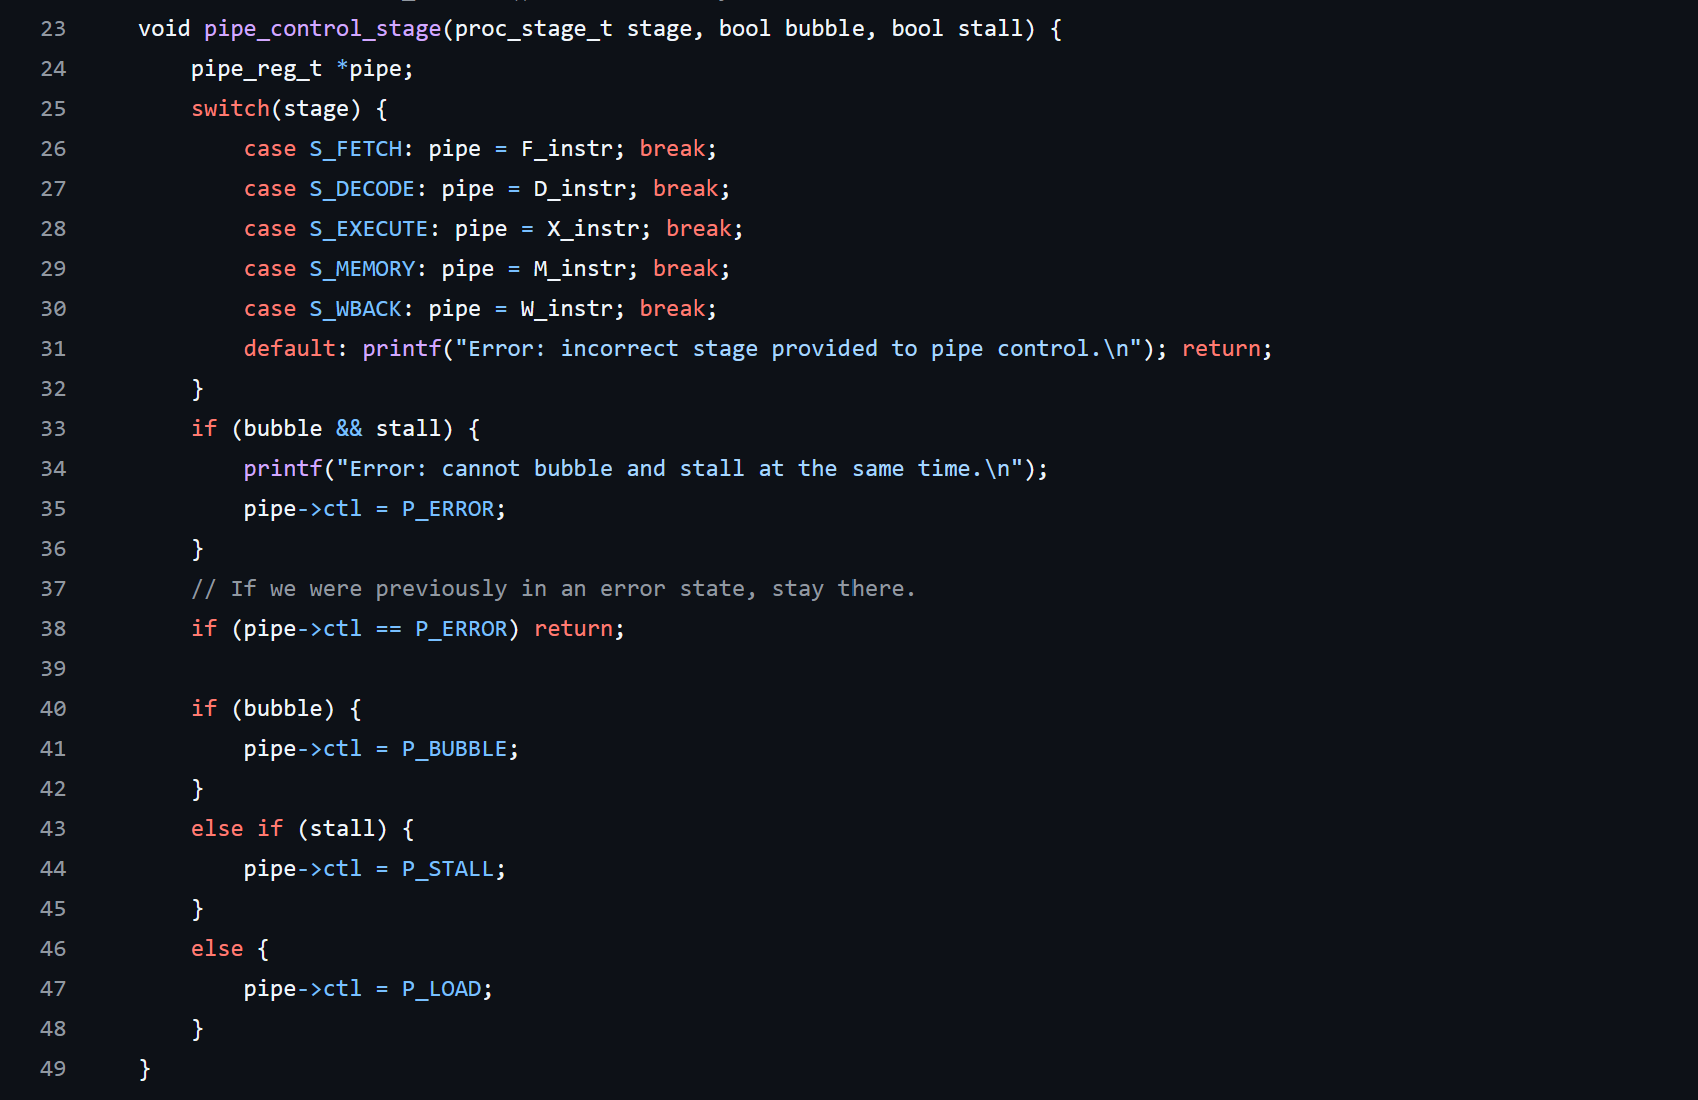 23 void pipe_control_stage(proc_stage_t stage, bool bubble, bool stall) {
24 pipe_reg_t *pipe;
25 switch(stage) {
26 case S_FETCH: pipe = F_instr; break;
27 case S_DECODE: pipe = D_instr; break;
28 case S_EXECUTE: pipe = X_instr; break;
29 case S_MEMORY: pipe = M_instr; break;
30 case S_WBACK: pipe = W_instr; break;
31 default: printf("Error: incorrect stage provided to pipe control.\n"); return;
32 }
33 if (bubble && stall) {
34 printf("Error: cannot bubble and stall at the same time.\n");
35 pipe->ctl = P_ERROR;
36 }
37 // If we were previously in an error state, stay there.
38 if (pipe->ctl == P_ERROR) return;
39
40 if (bubble) {
41 pipe->ctl = P_BUBBLE;
42 }
43 else if (stall) {
44 pipe->ctl = P_STALL;
45 }
46 else {
47 pipe->ctl = P_LOAD;
48 }
49 }